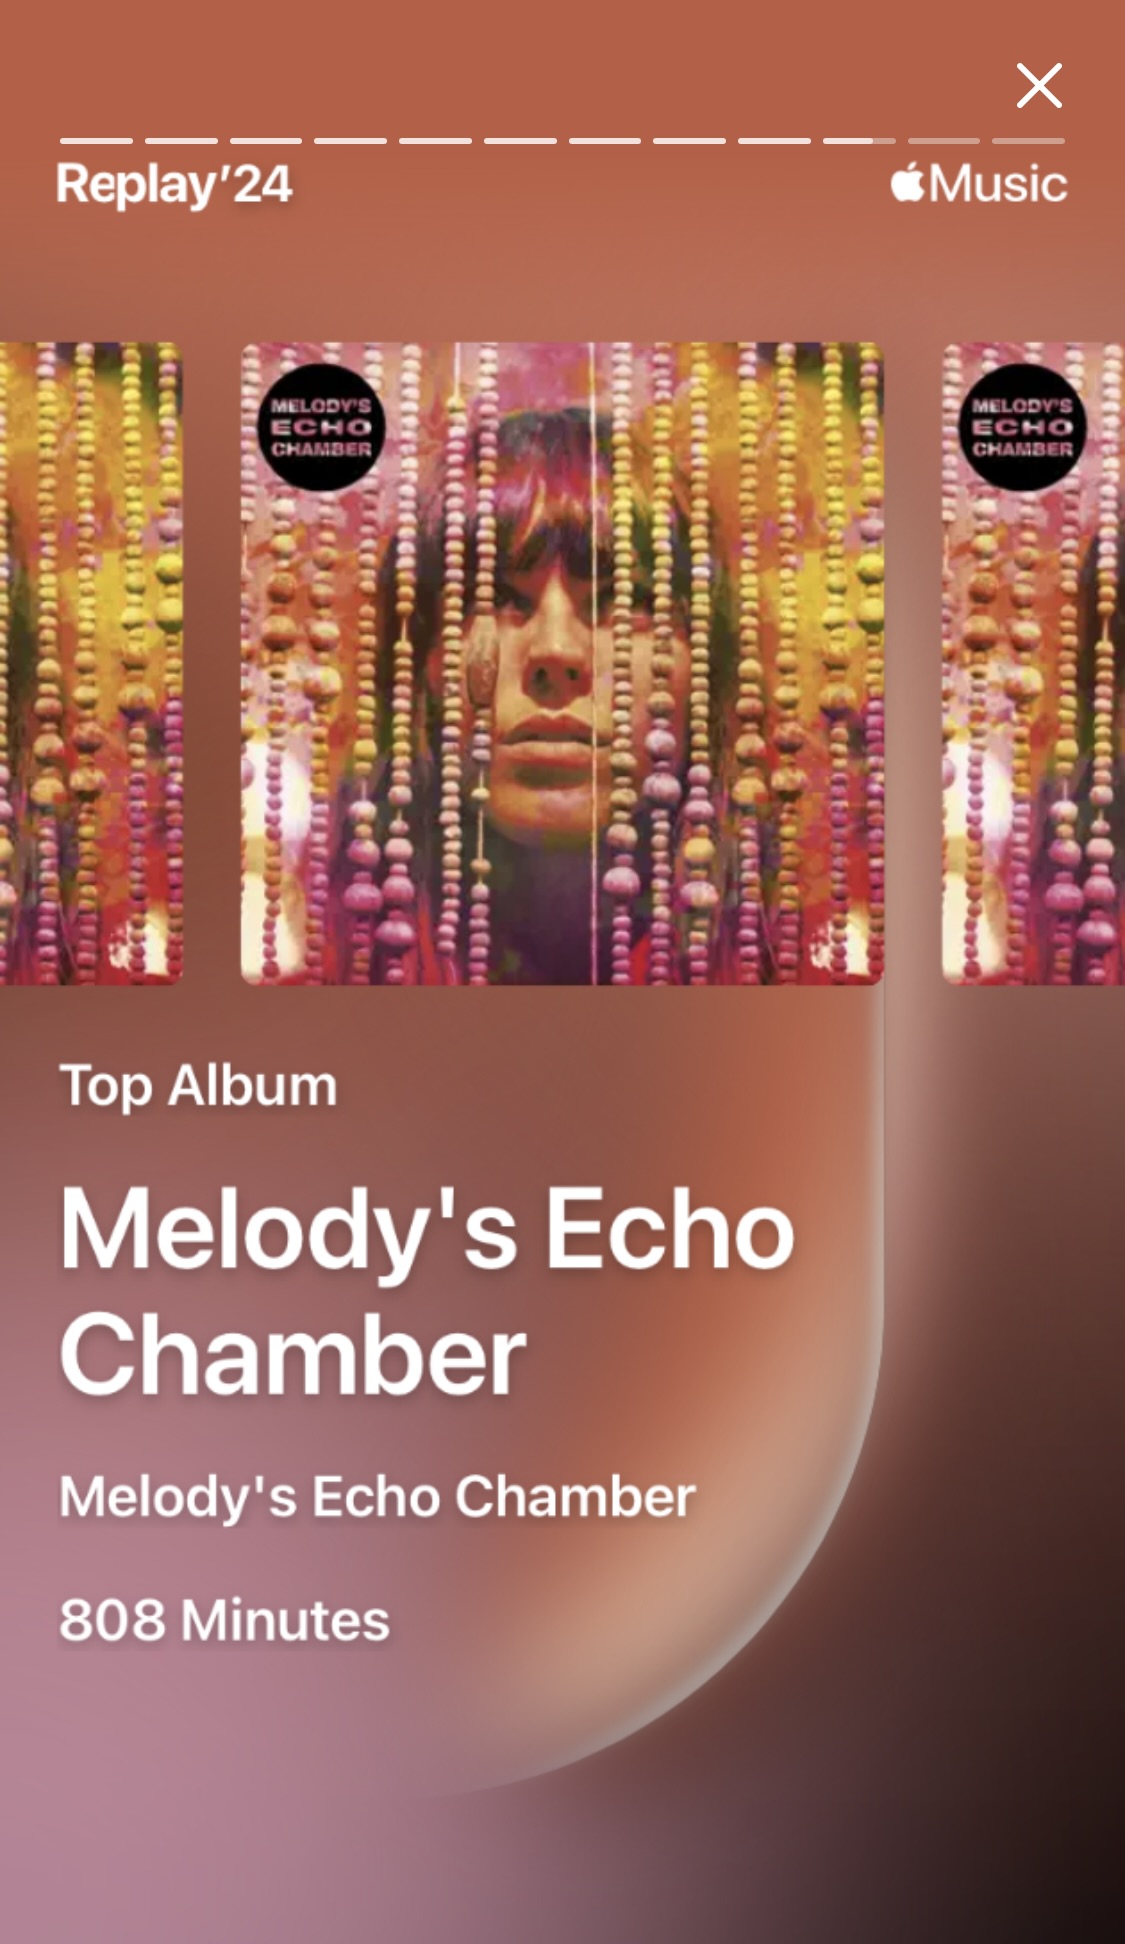 Replay'24
Music
MELODY'S
ECHO
CHAMBER
MELODY'S
ECHO
CHAMBER
Top Album
Melody's Echo
Chamber
Melody's Echo Chamber
808 Minutes